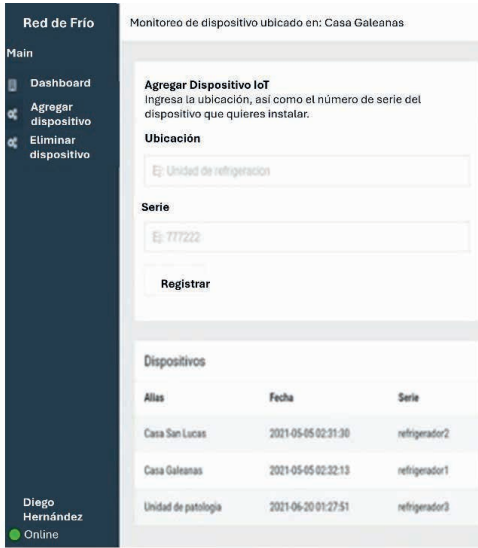 Red de Frío
Monitoreo de dispositivo ubicado en: Casa Galeanas
Main
Dashboard
Agregar
dispositivo
Eliminar
dispositivo
Agregar Dispositivo IoT
Ingresa la ubicación, así como el número de serie del
dispositivo que quieres instalar.
Ubicación
Ej: Unidad de refrigeracion
Serie
Ej: 777222
Registrar
Dispositivos
Alias Fecha Serie
Casa San Lucas 2021-05-05 02:31:30 refrigerador2
Casa Galeanas 2021-05-05 02:32:13 refrigerador1
Unidad de patologia 2021-06-20 01:27:51 refrigerador3
Diego
Hernández
Online